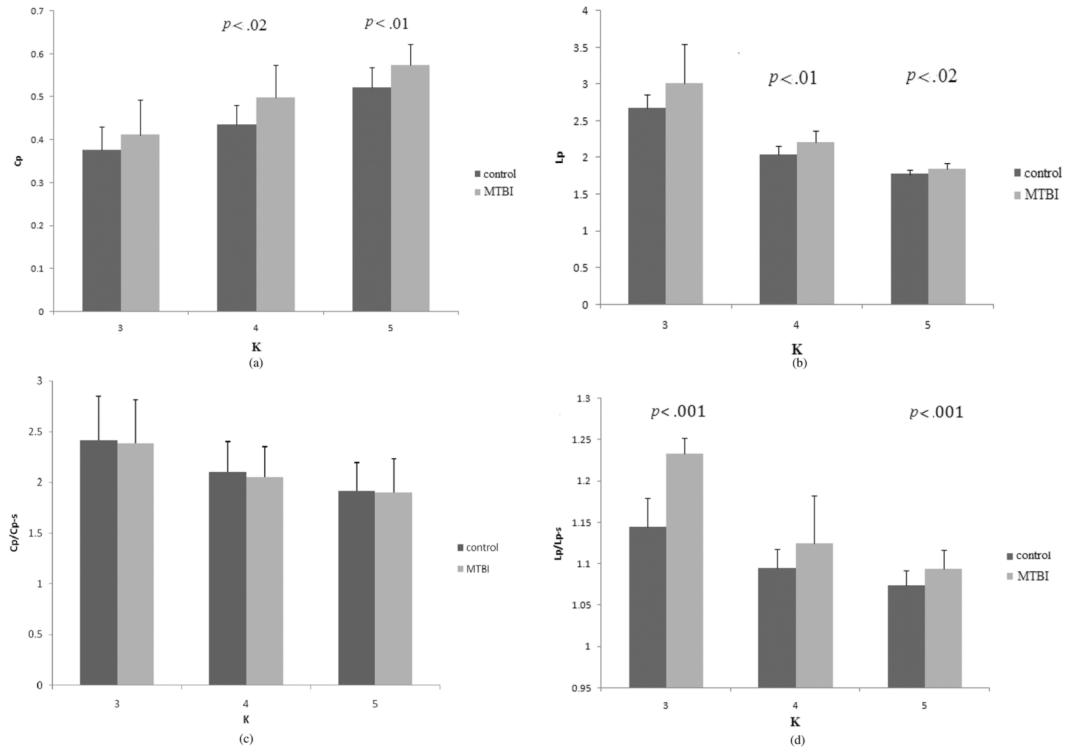 0.7
0.6
0.5
0.4
0.3
0.2
0.1
0
Cp
p<.02
p<.01
control
MTBI
3 4 5
K
(a)
4
3.5
3
2.5
2
1.5
1
0.5
0
Lp
p<.01
p<.02
control
MTBI
3 4 5
K
(b)
3
2.5
2
1.5
1
0.5
0
Cp/Cp-s
control
MTBI
3 4 5
K
(c)
1.3
1.25
1.2
1.15
1.1
1.05
1
0.95
Lp/Lp-s
p<.001
p<.001
control
MTBI
3 4 5
K
(d)